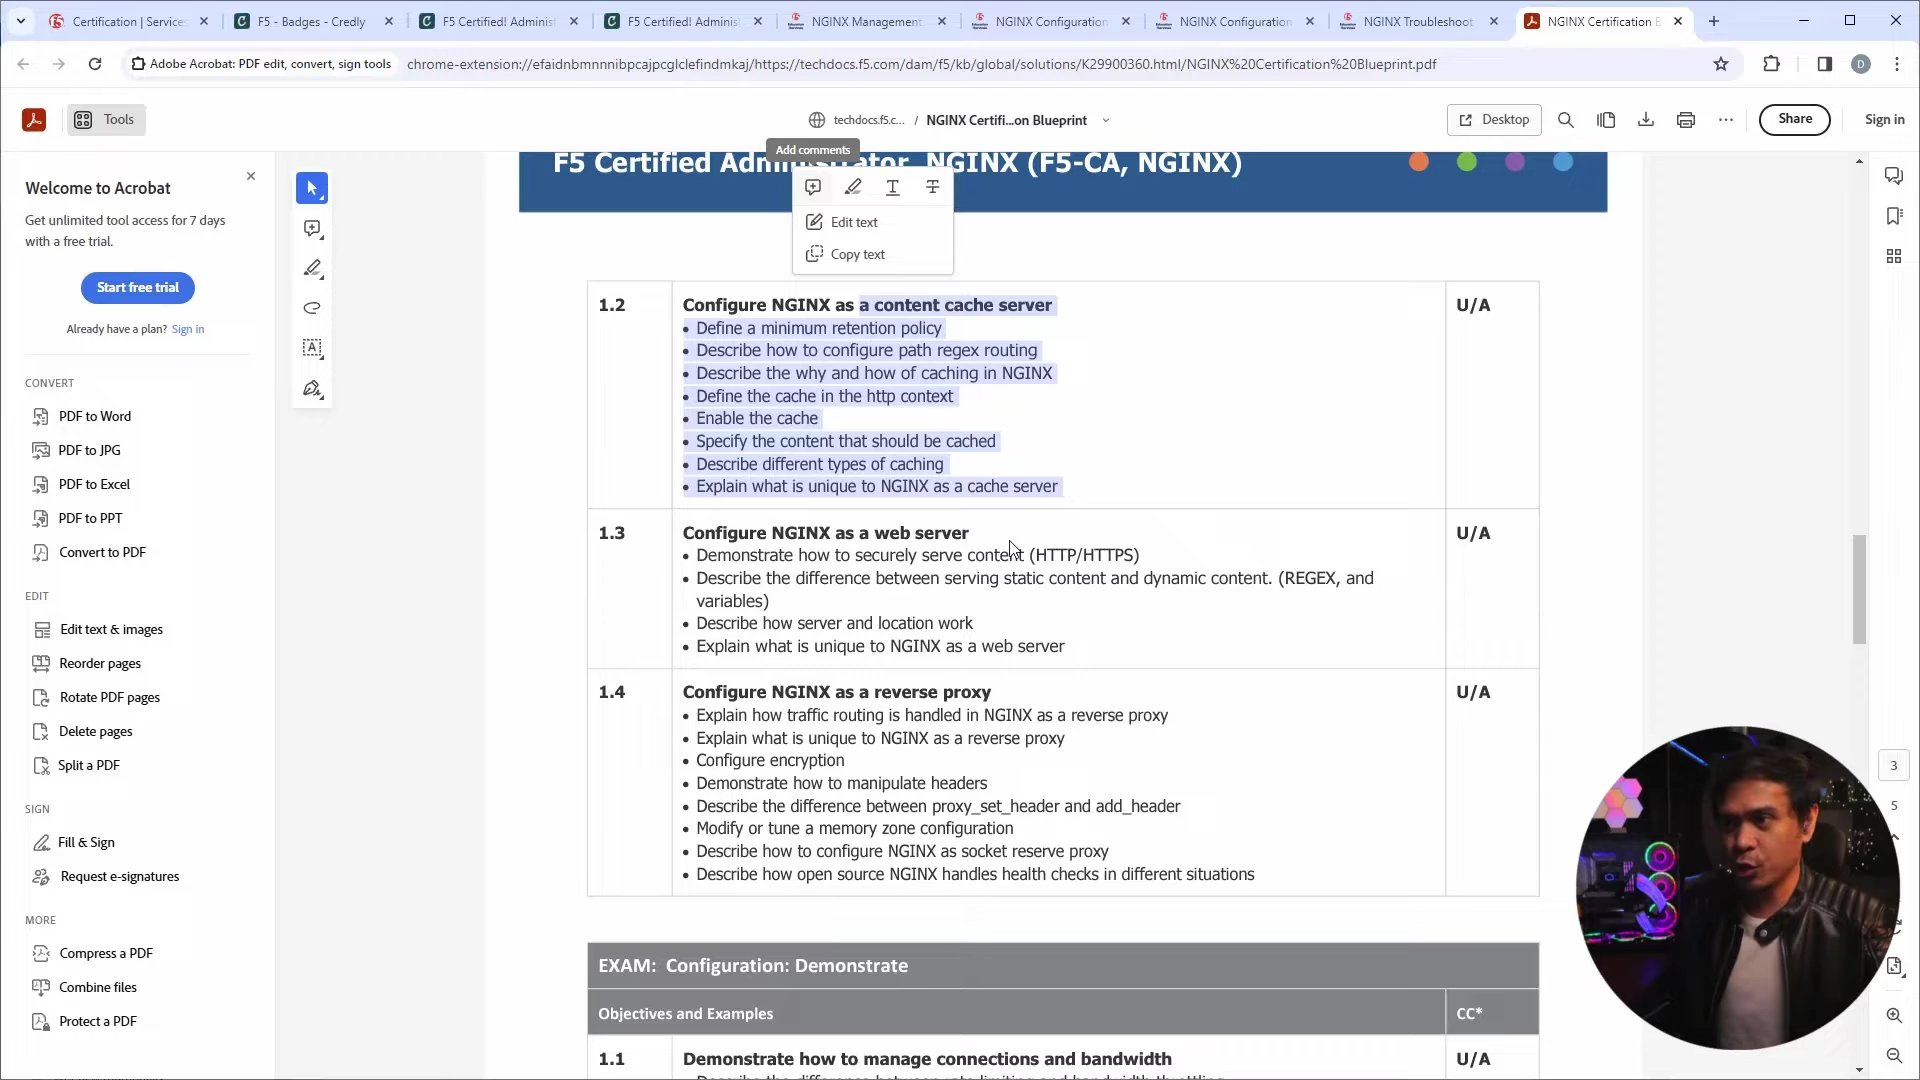 Certification | Services
F5 - Badges - Credly
F5 Certified! Administ
F5 Certified! Administ
NGINX Management
NGINX Configuration
NGINX Configuration
NGINX Troubleshoot
NGINX Certification B
Adobe Acrobat: PDF edit, convert, sign tools
chrome-extension://efaidnbmnnnibpcajpcglclefindmkaj/https://techdocs.f5.com/dam/f5/kb/global/solutions/K29900360.html/NGINX%20Certification%20Blueprint.pdf
D
Tools
techdocs.f5.c... / NGINX Certifi...on Blueprint
Desktop
Share
Sign in
Add comments
Edit text
Copy text
Welcome to Acrobat
Get unlimited tool access for 7 days
with a free trial.
Start free trial
Already have a plan? Sign in
CONVERT
PDF to Word
PDF to JPG
PDF to Excel
PDF to PPT
Convert to PDF
EDIT
Edit text & images
Reorder pages
Rotate PDF pages
Delete pages
Split a PDF
SIGN
Fill & Sign
Request e-signatures
MORE
Compress a PDF
Combine files
Protect a PDF
F5 Certified Administrator, NGINX (F5-CA, NGINX)
1.2 Configure NGINX as a content cache server U/A
• Define a minimum retention policy
• Describe how to configure path regex routing
• Describe the why and how of caching in NGINX
• Define the cache in the http context
• Enable the cache
• Specify the content that should be cached
• Describe different types of caching
• Explain what is unique to NGINX as a cache server
1.3 Configure NGINX as a web server U/A
• Demonstrate how to securely serve content (HTTP/HTTPS)
• Describe the difference between serving static content and dynamic content. (REGEX, and
variables)
• Describe how server and location work
• Explain what is unique to NGINX as a web server
1.4 Configure NGINX as a reverse proxy U/A
• Explain how traffic routing is handled in NGINX as a reverse proxy
• Explain what is unique to NGINX as a reverse proxy
• Configure encryption
• Demonstrate how to manipulate headers
• Describe the difference between proxy_set_header and add_header
• Modify or tune a memory zone configuration
• Describe how to configure NGINX as socket reserve proxy
• Describe how open source NGINX handles health checks in different situations
EXAM: Configuration: Demonstrate
Objectives and Examples CC*
1.1 Demonstrate how to manage connections and bandwidth U/A
3
5